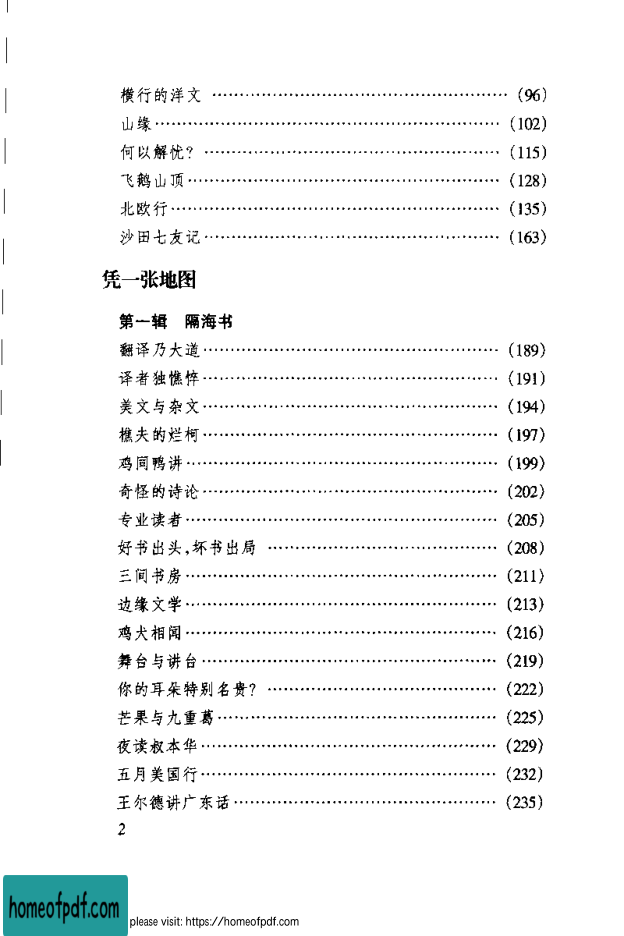 横行的洋文 ……………………………………………… (96)
山缘……………………………………………………… (102)
何以解忧? ……………………………………………… (115)
飞鹅山顶………………………………………………… (128)
北欧行…………………………………………………… (135)
沙田七友记……………………………………………… (163)
凭一张地图
第一辑 隔海书
翻译乃大道……………………………………………… (189)
译者独憔悴……………………………………………… (191)
美文与杂文……………………………………………… (194)
樵夫的烂柯……………………………………………… (197)
鸡同鸭讲………………………………………………… (199)
奇怪的诗论……………………………………………… (202)
专业读者………………………………………………… (205)
好书出头,坏书出局 …………………………………… (208)
三间书房………………………………………………… (211)
边缘文学………………………………………………… (213)
鸡犬相闻………………………………………………… (216)
舞台与讲台……………………………………………… (219)
你的耳朵特别名贵? …………………………………… (222)
芒果与九重葛…………………………………………… (225)
夜读叔本华……………………………………………… (229)
五月美国行……………………………………………… (232)
王尔德讲广东话………………………………………… (235)
2
homeofpdf.com
please visit: https://homeofpdf.com